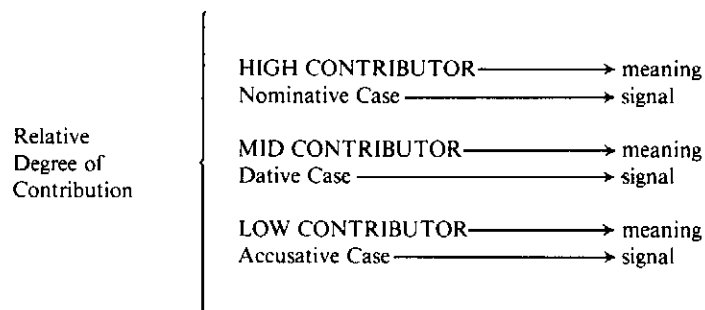 HIGH CONTRIBUTOR meaning
Nominative Case signal
Relative
Degree of
Contribution
MID CONTRIBUTOR meaning
Dative Case signal
LOW CONTRIBUTOR meaning
Accusative Case signal